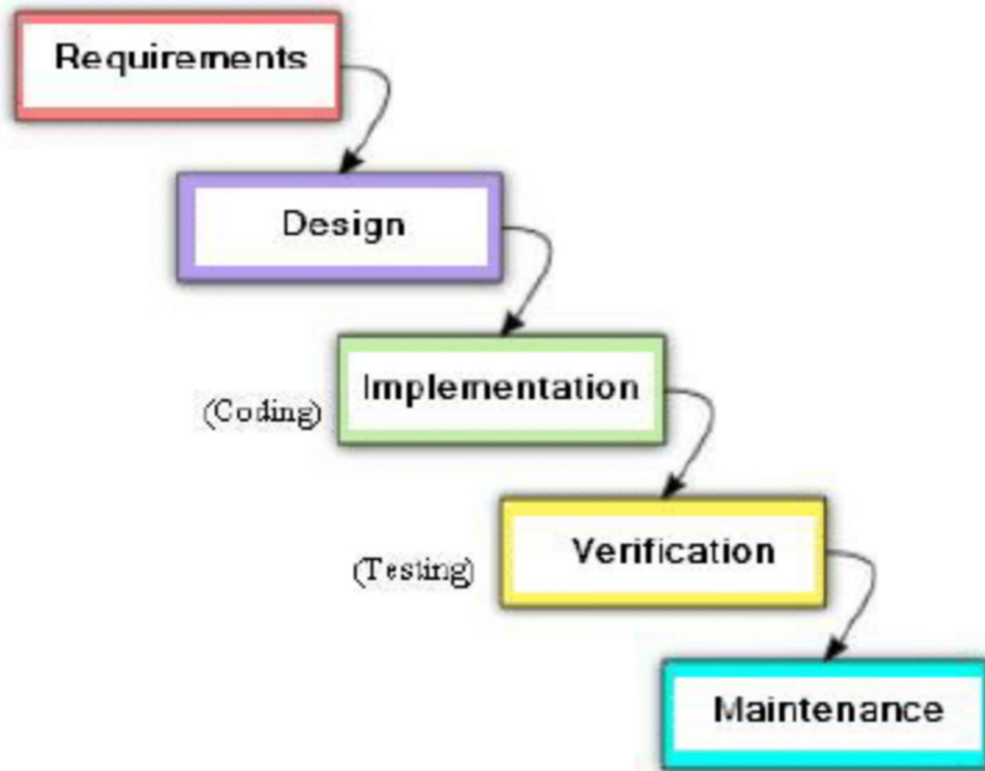 Requirements
Design
Implementation
(Coding)
Verification
(Testing)
Maintenance